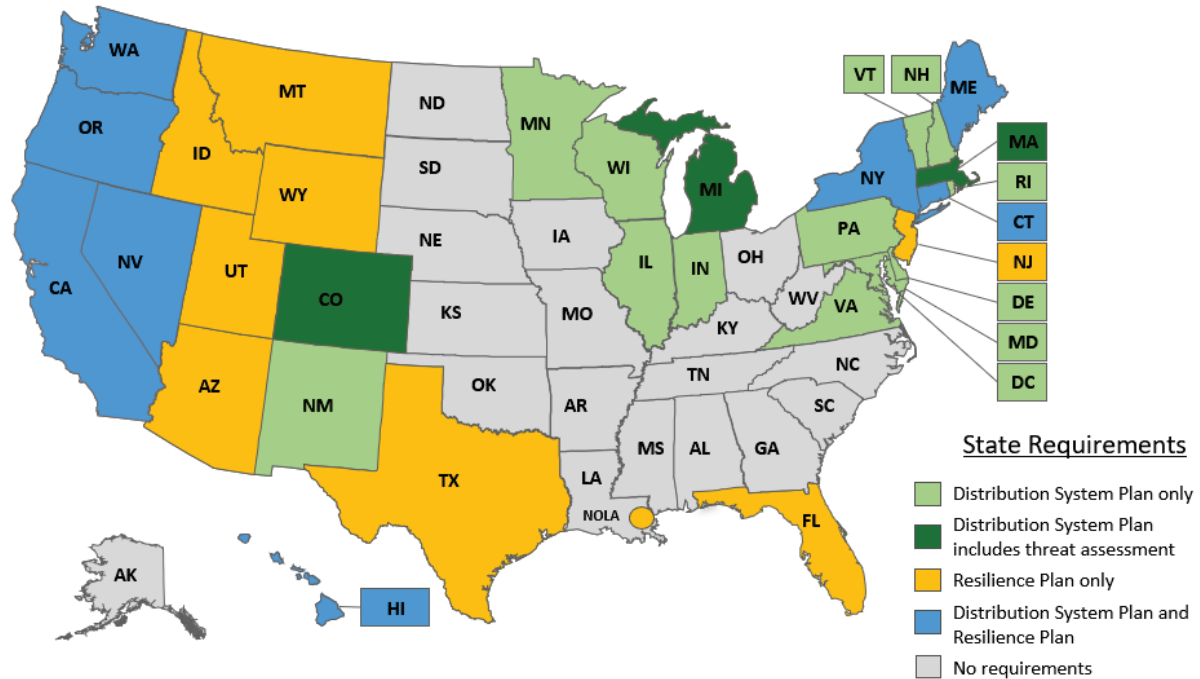 WA
OR
CA
NV
ID
MT
WY
UT
AZ
CO
NM
ND
SD
NE
KS
OK
TX
MN
IA
MO
AR
LA
NOLA
WI
IL
IN
MI
OH
KY
TN
MS
AL
GA
FL
SC
NC
VA
WV
PA
NY
VT
NH
ME
MA
RI
CT
NJ
DE
MD
DC
AK
HI
State Requirements
Distribution System Plan only
Distribution System Plan
includes threat assessment
Resilience Plan only
Distribution System Plan and
Resilience Plan
No requirements